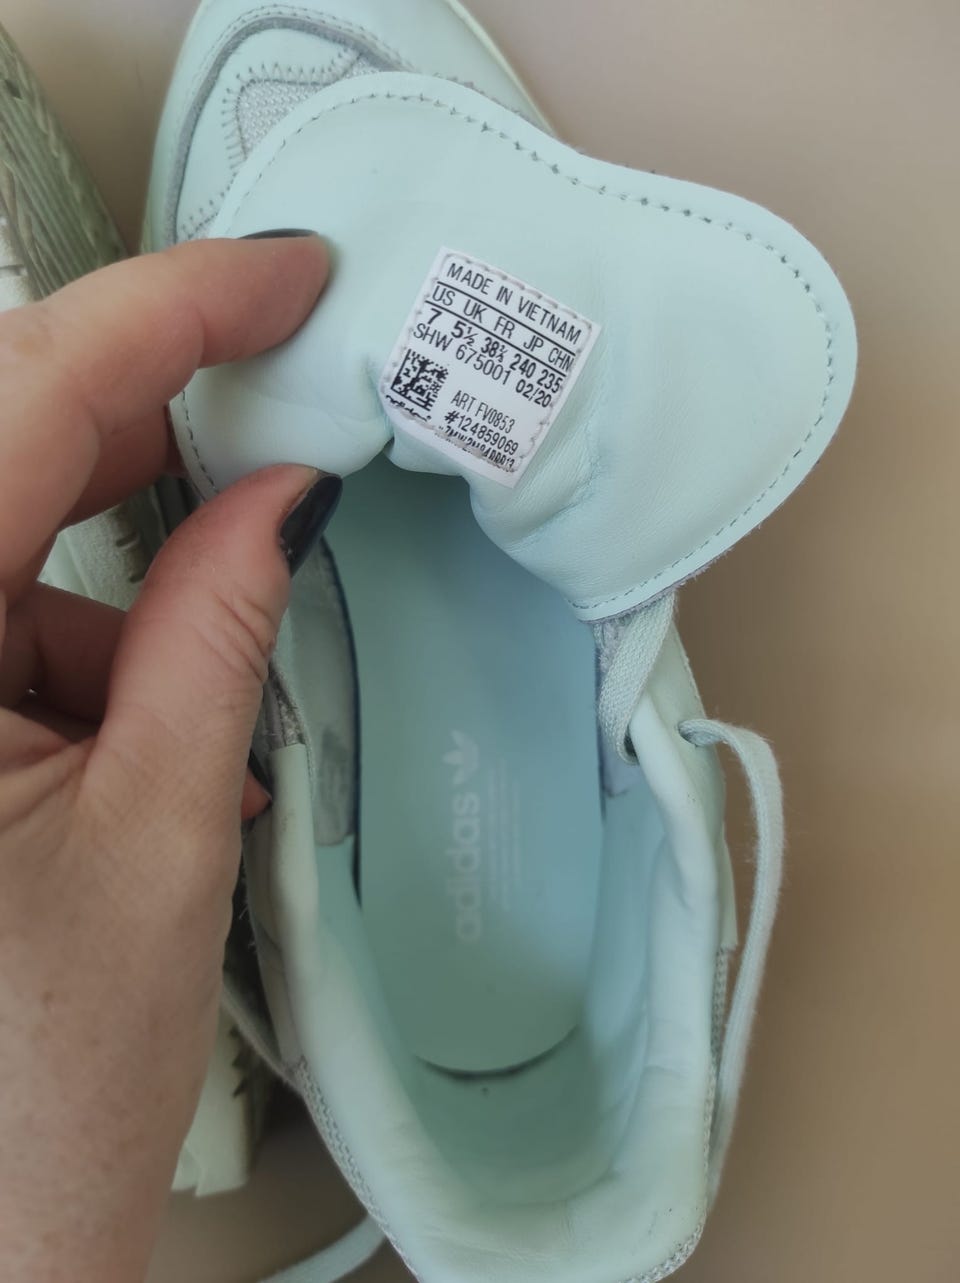 MADE IN VIETNAM
US UK FR JP CHN
7 5½ 38⅔ 240 235
SHW 675001 02/20
ART FV0853
#124859069
adidas